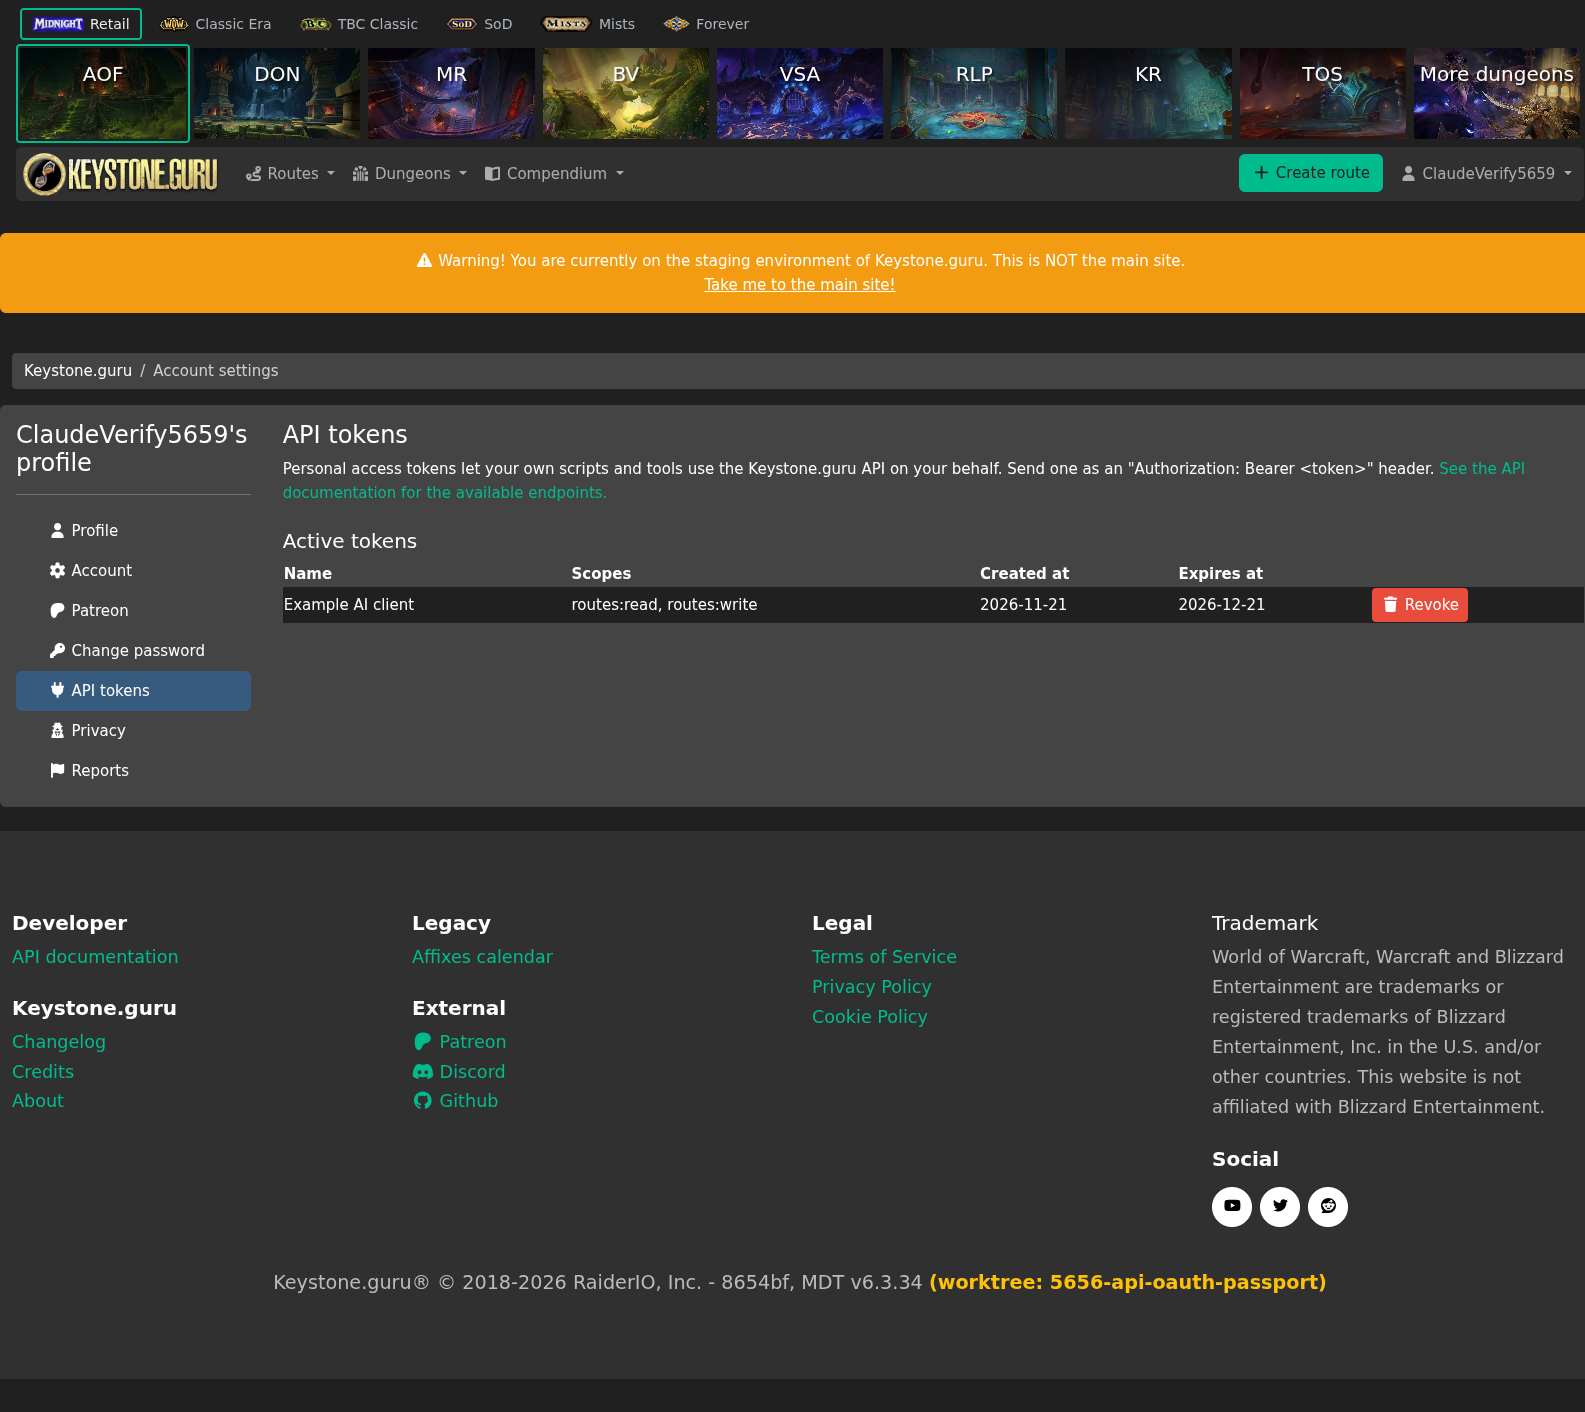 MIDNIGHT Retail WOW Classic Era BC TBC Classic SoD SoD MISTS Mists Forever
AOF DON MR BV VSA RLP KR TOS More dungeons
KEYSTONE.GURU Routes Dungeons Compendium Create route ClaudeVerify5659
Warning! You are currently on the staging environment of Keystone.guru. This is NOT the main site.
Take me to the main site!
Keystone.guru / Account settings
ClaudeVerify5659's
profile
Profile
Account
Patreon
Change password
API tokens
Privacy
Reports
API tokens
Personal access tokens let your own scripts and tools use the Keystone.guru API on your behalf. Send one as an "Authorization: Bearer <token>" header. See the API
documentation for the available endpoints.
Active tokens
Name Scopes Created at Expires at
Example AI client routes:read, routes:write 2026-11-21 2026-12-21 Revoke
Developer
API documentation
Keystone.guru
Changelog
Credits
About
Legacy
Affixes calendar
External
Patreon
Discord
Github
Legal
Terms of Service
Privacy Policy
Cookie Policy
Trademark
World of Warcraft, Warcraft and Blizzard
Entertainment are trademarks or
registered trademarks of Blizzard
Entertainment, Inc. in the U.S. and/or
other countries. This website is not
affiliated with Blizzard Entertainment.
Social
Keystone.guru® © 2018-2026 RaiderIO, Inc. - 8654bf, MDT v6.3.34 (worktree: 5656-api-oauth-passport)